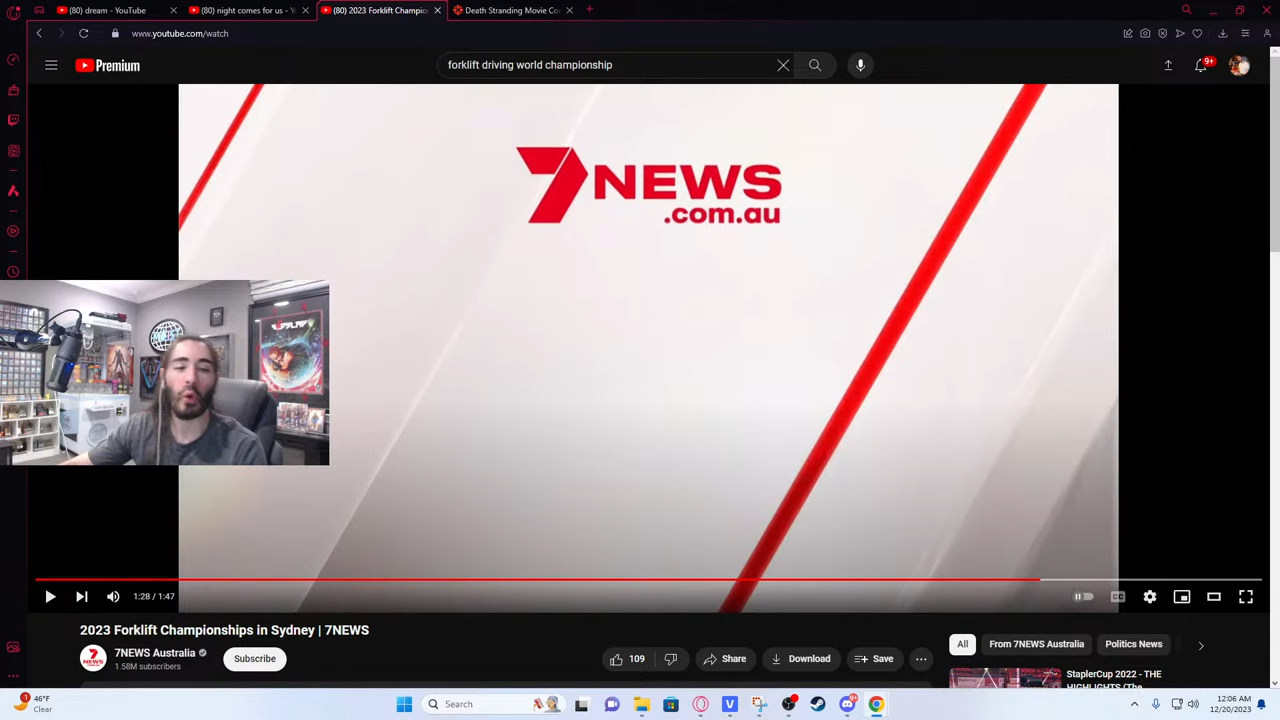 (80) dream - YouTube
(80) night comes for us - Y
(80) 2023 Forklift Champio
Death Stranding Movie Co
www.youtube.com/watch
Premium
forklift driving world championship
9+
7NEWS
.com.au
1:28 / 1:47
CC
2023 Forklift Championships in Sydney | 7NEWS
7NEWS Australia
1.58M subscribers
Subscribe
109
Share
Download
Save
All
From 7NEWS Australia
Politics News
StaplerCup 2022 - THE
HIGHLIGHTS (The
1
46°F
Clear
Search
9+
12:06 AM
12/20/2023